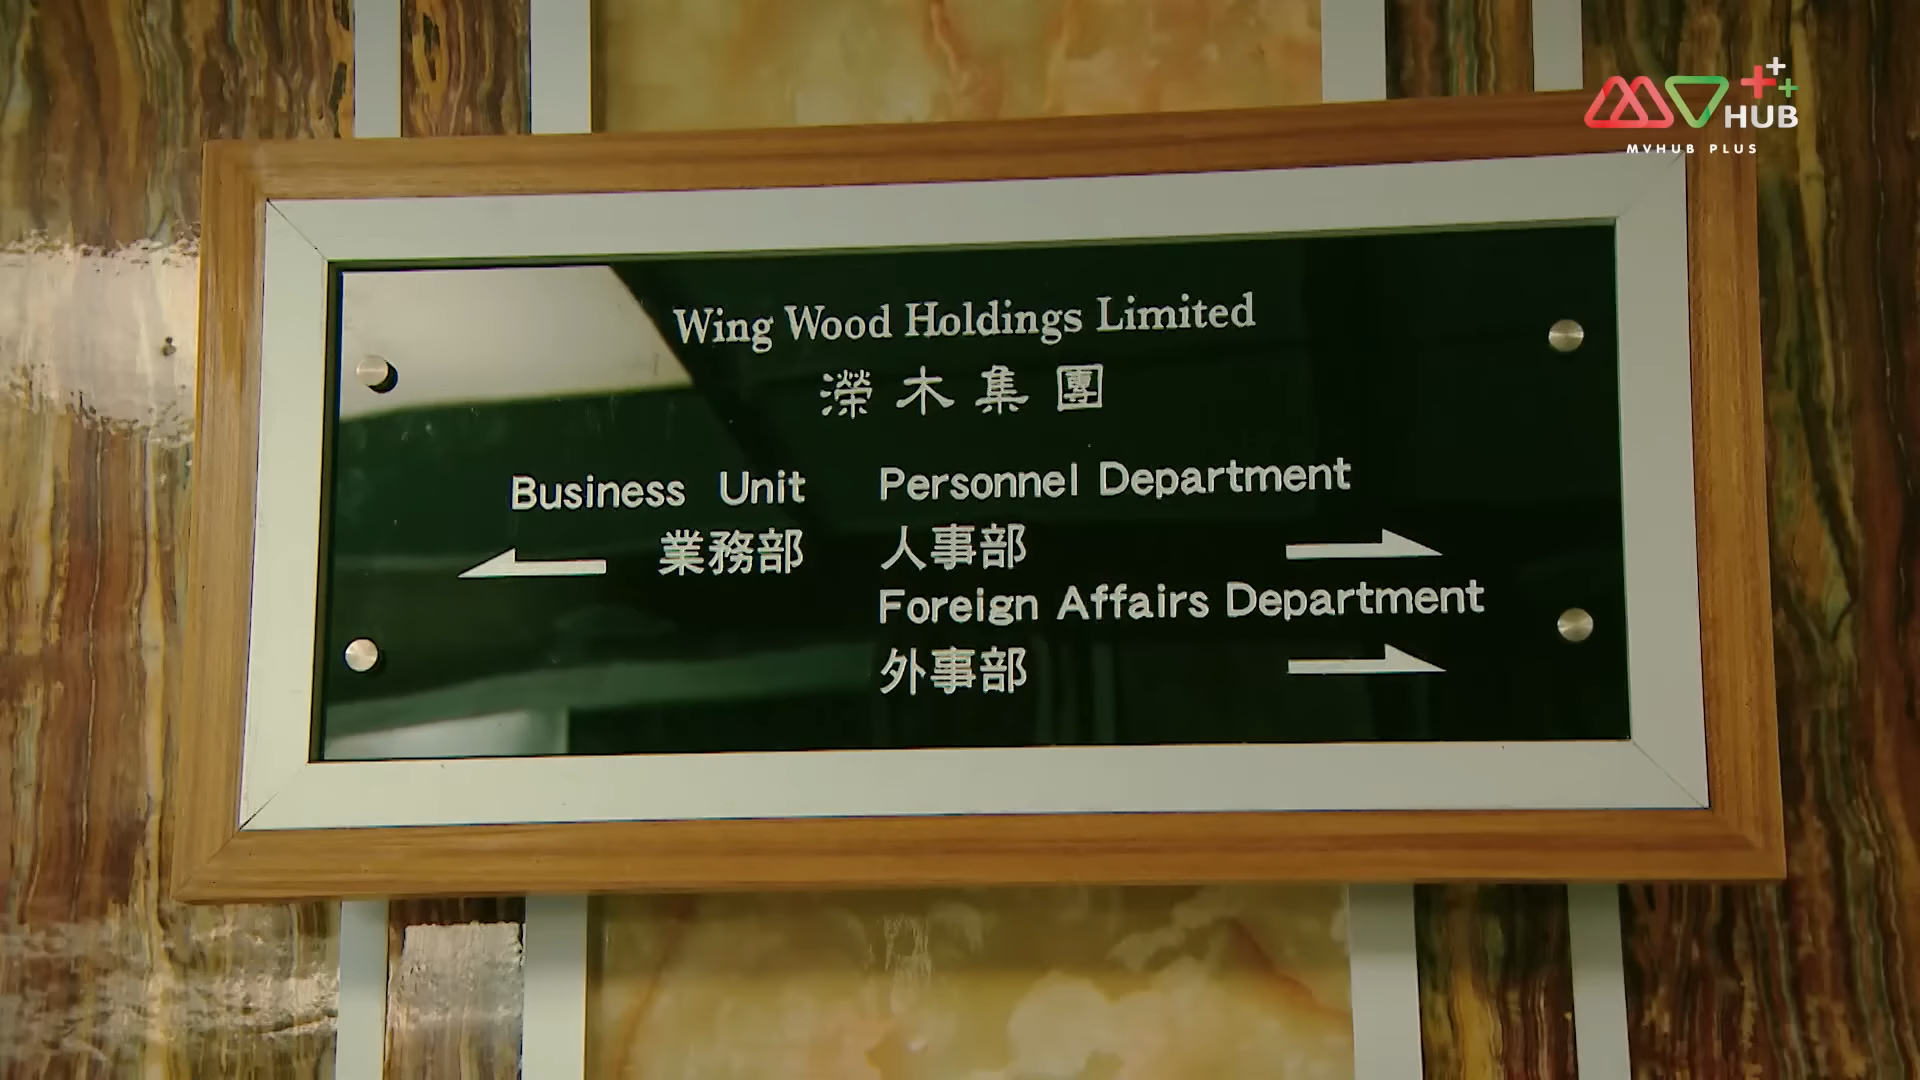 HUB
MVHUB PLUS
Wing Wood Holdings Limited
濼木集團
Business Unit
業務部
Personnel Department
人事部
Foreign Affairs Department
外事部